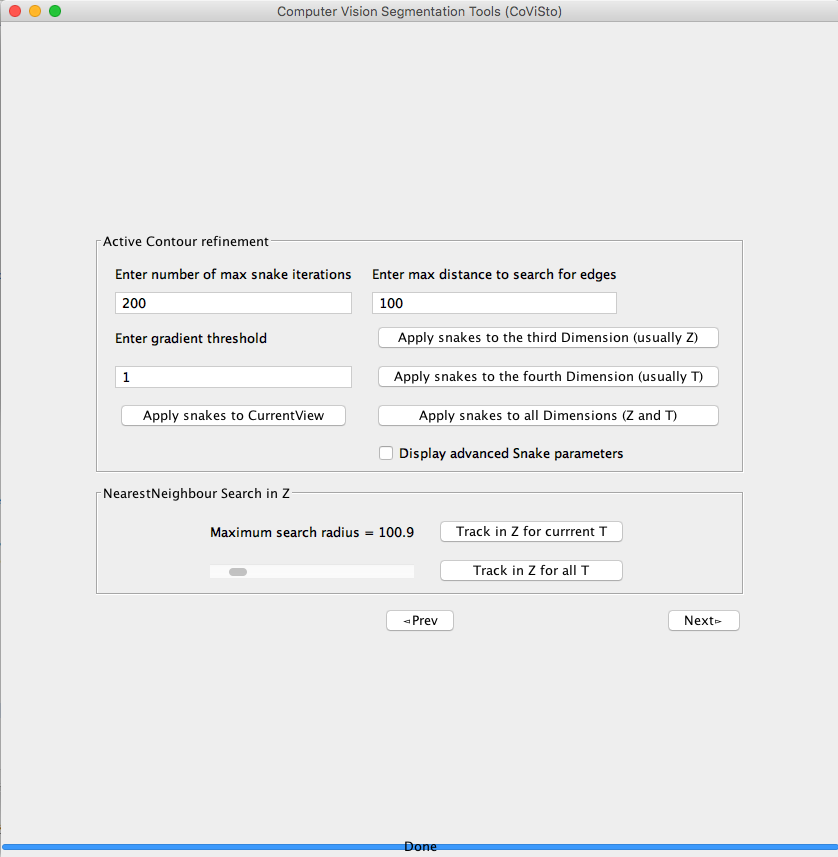 Computer Vision Segmentation Tools (CoViSto)
Active Contour refinement
Enter number of max snake iterations
Enter max distance to search for edges
200
100
Enter gradient threshold
Apply snakes to the third Dimension (usually Z)
1
Apply snakes to the fourth Dimension (usually T)
Apply snakes to CurrentView
Apply snakes to all Dimensions (Z and T)
Display advanced Snake parameters
NearestNeighbour Search in Z
Maximum search radius = 100.9
Track in Z for currrent T
Track in Z for all T
◅Prev
Next▻
Done